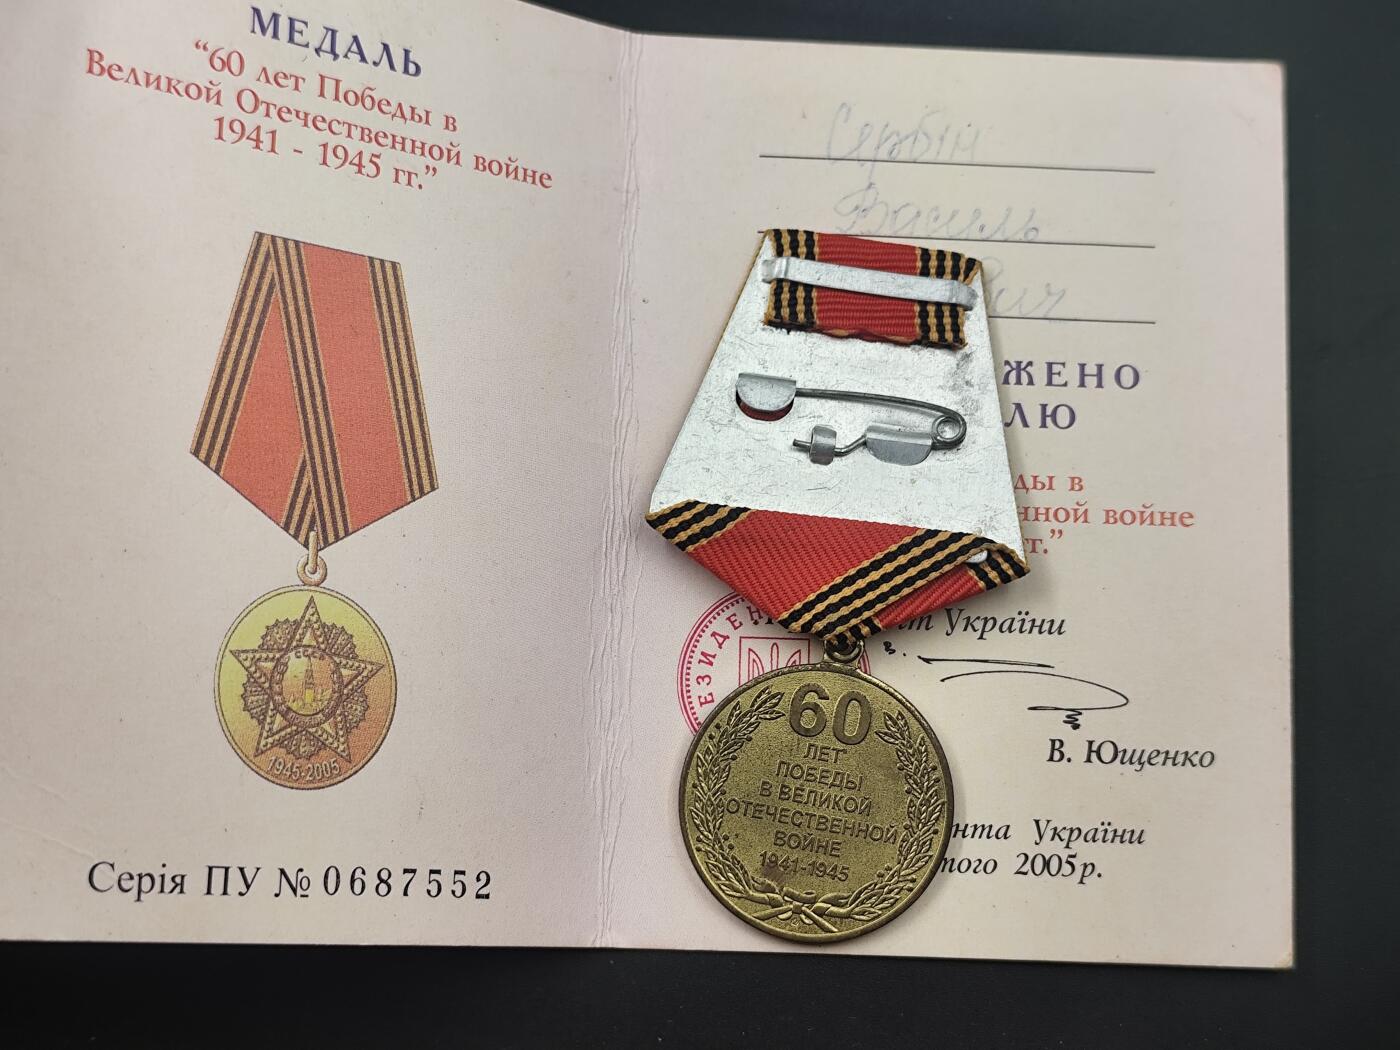 МЕДАЛЬ
“60 лет Победы в
Великой Отечественной войне
1941 - 1945 гг.”
1945-2005
Серія ПУ № 0687552
Сербін
Василь
ич
ЖЕНО
ЛЮ
ды в
нной войне
гг.”
ЕЗИДЕН
т України
В. Ющенко
нта України
того 2005р.
60
ЛЕТ
ПОБЕДЫ
В ВЕЛИКОЙ
ОТЕЧЕСТВЕННОЙ
ВОЙНЕ
1941-1945